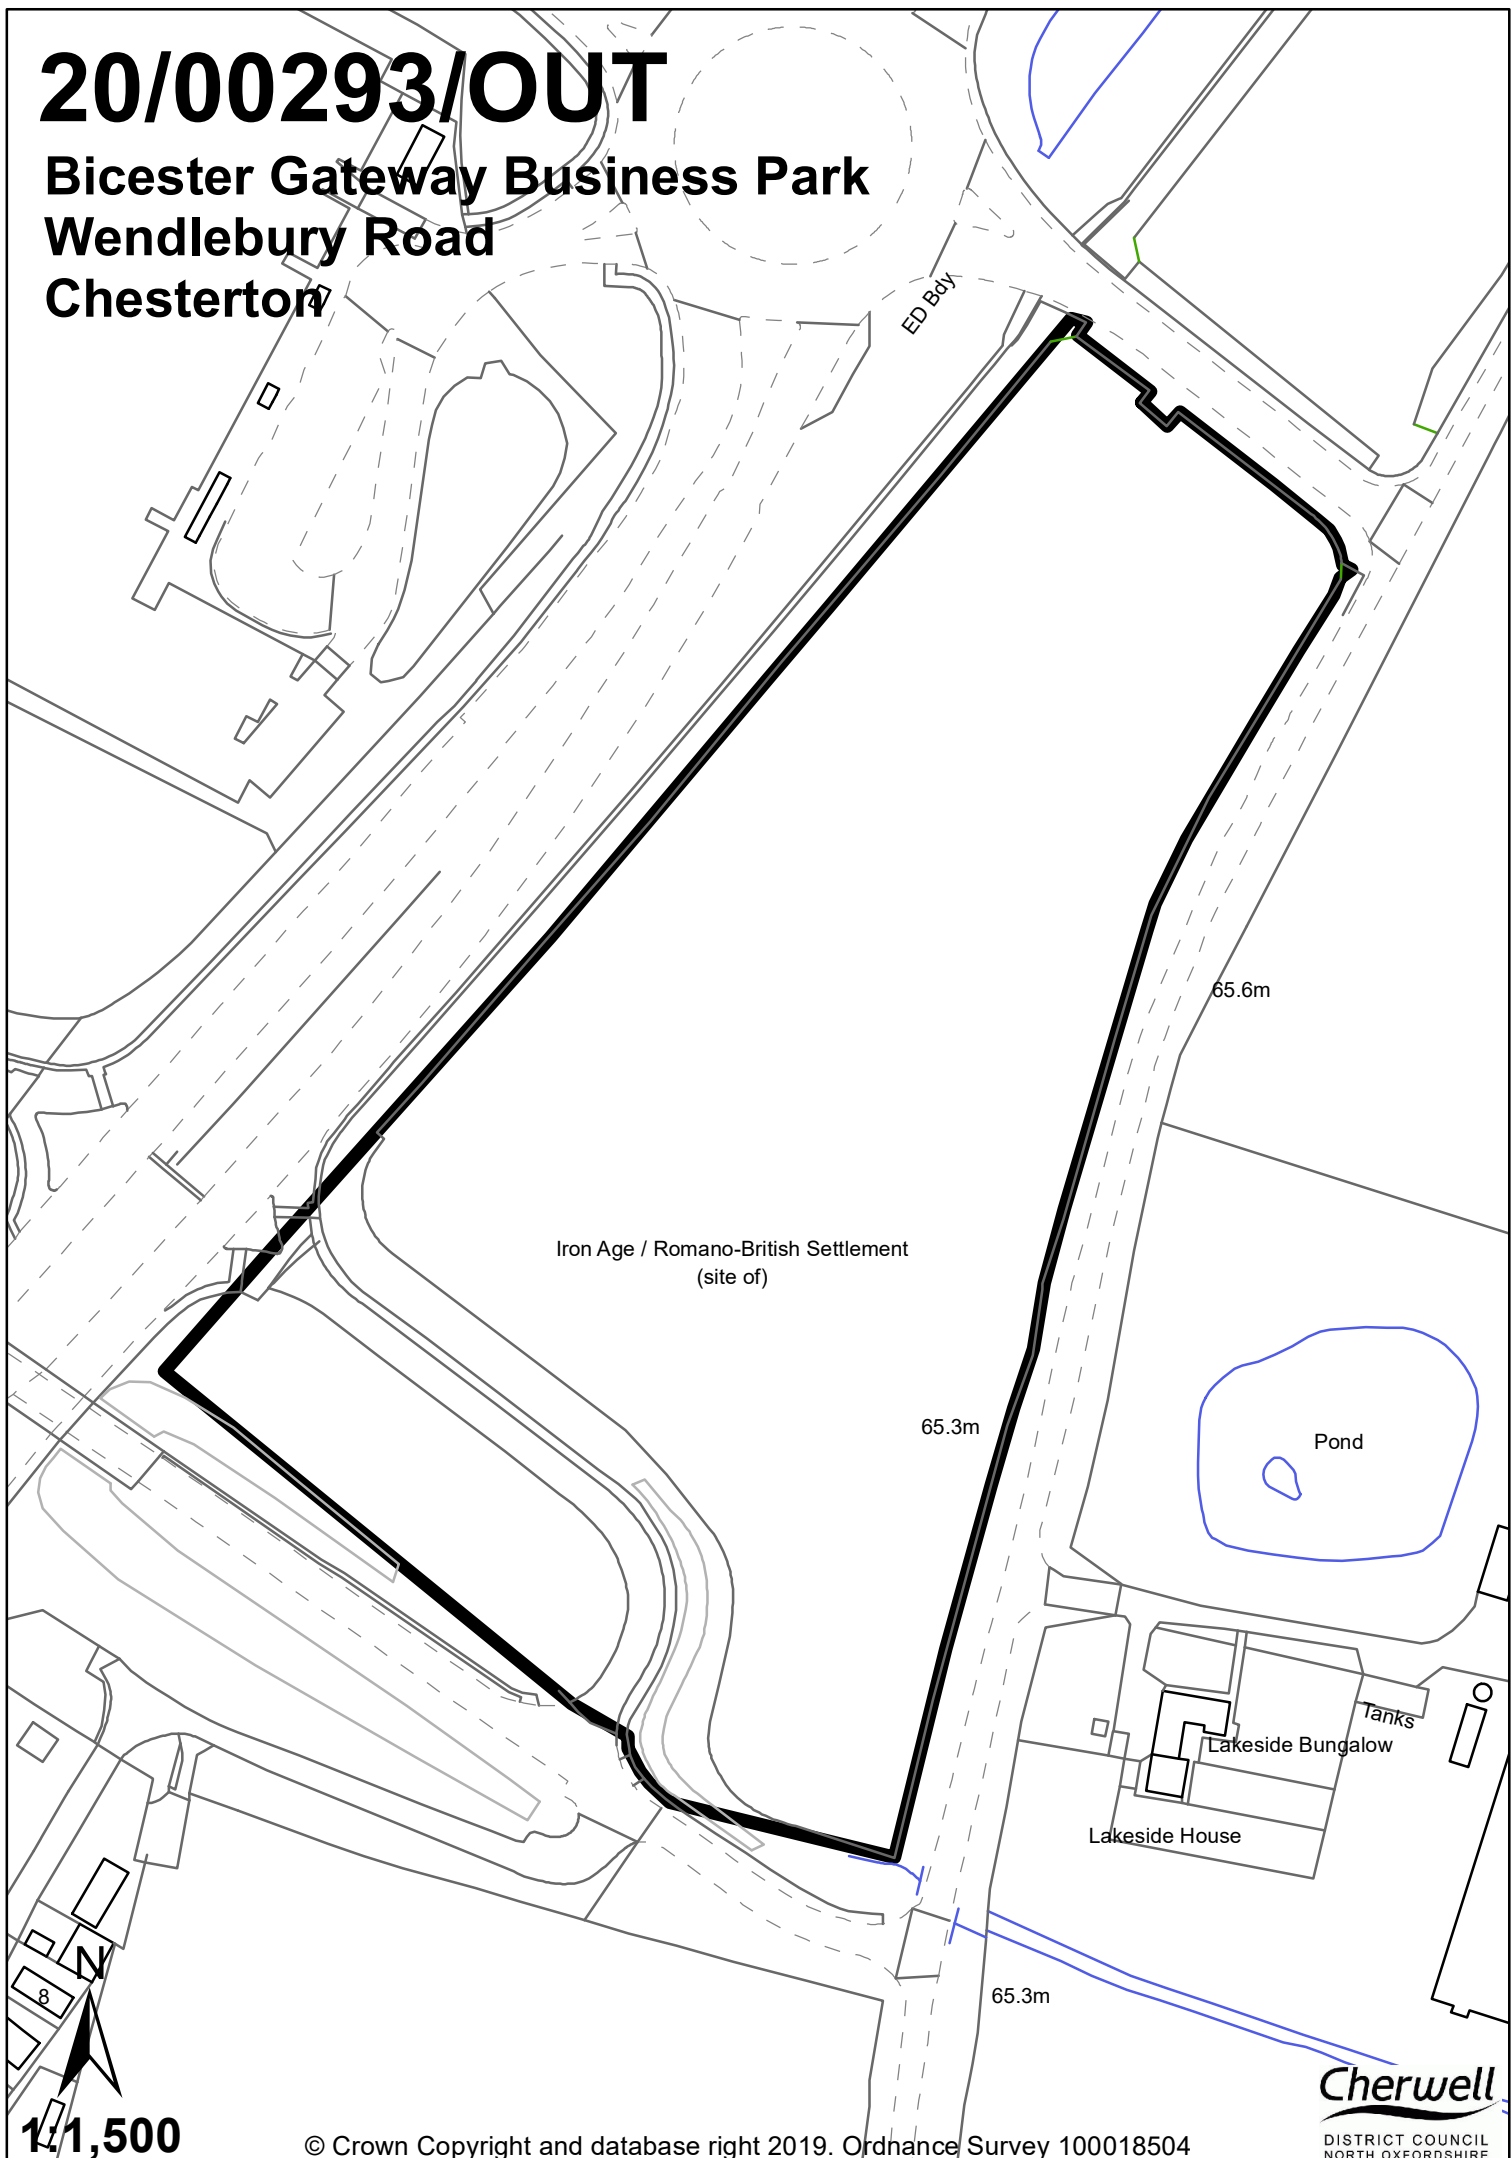 20/00293/OUT
Bicester Gateway Business Park
Wendlebury Road
Chesterton
ED Bdy
65.6m
Iron Age / Romano-British Settlement
(site of)
65.3m
Pond
Tanks
Lakeside Bungalow
Lakeside House
N
8
65.3m
1:1,500
© Crown Copyright and database right 2019. Ordnance Survey 100018504
Cherwell
DISTRICT COUNCIL
NORTH OXFORDSHIRE